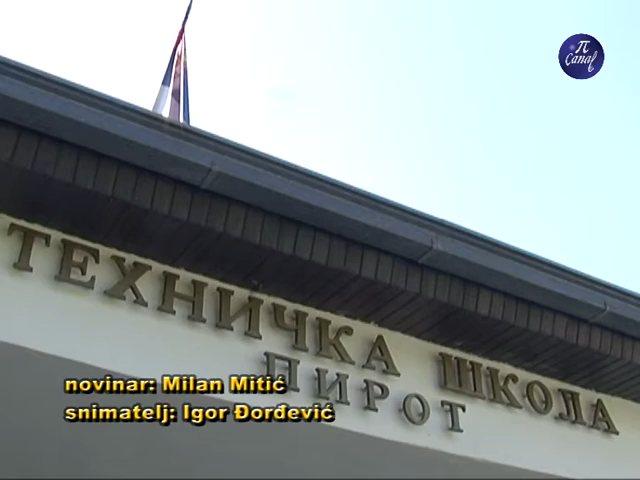 π
Canal
ТЕХНИЧКА ШКОЛА
ПИРОТ
novinar: Milan Mitić
snimatelj: Igor Đorđević